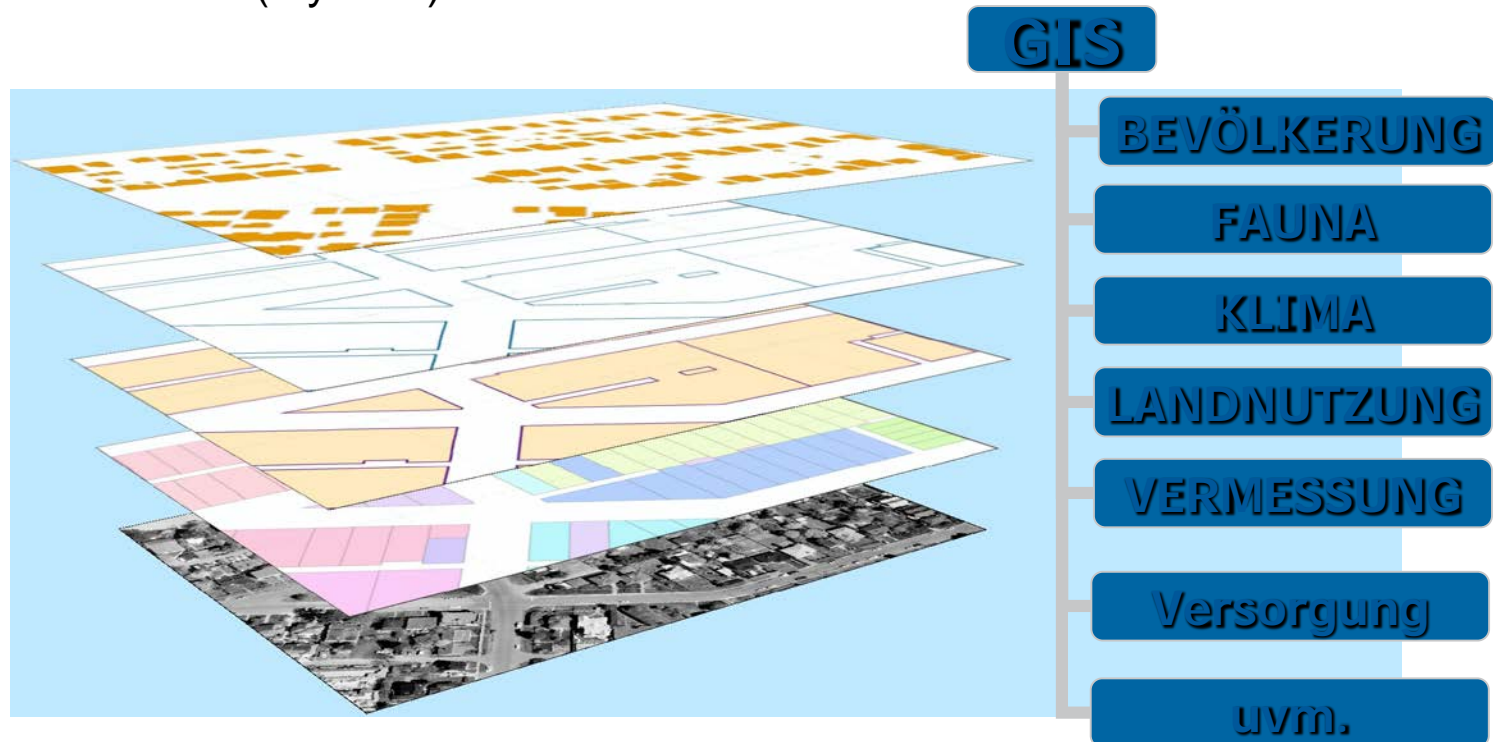 GIS
BEVÖLKERUNG
FAUNA
KLIMA
LANDNUTZUNG
VERMESSUNG
Versorgung
uvm.